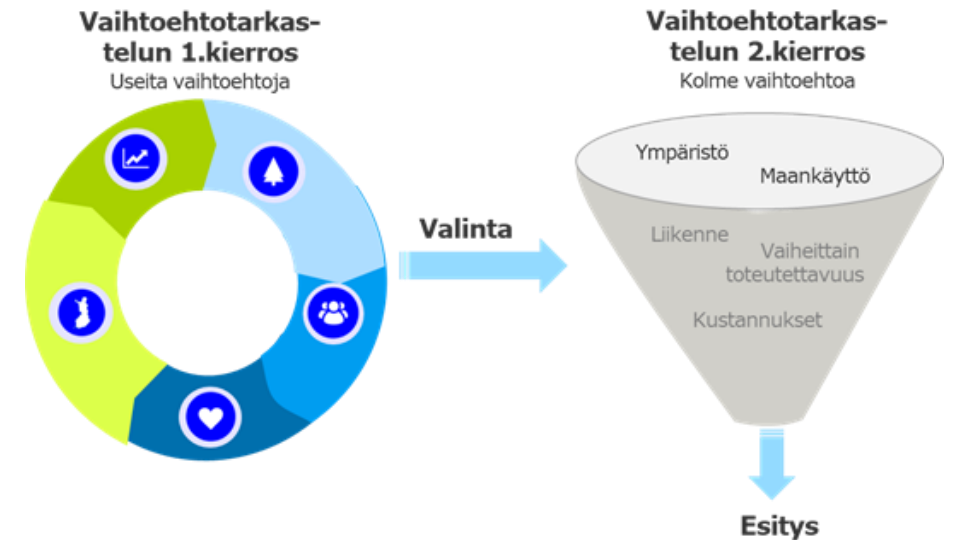 Vaihtoehtotarkas-
telun 1.kierros
Useita vaihtoehtoja
Valinta
Vaihtoehtotarkas-
telun 2.kierros
Kolme vaihtoehtoa
Ympäristö
Maankäyttö
Liikenne
Vaiheittain
toteutettavuus
Kustannukset
Esitys